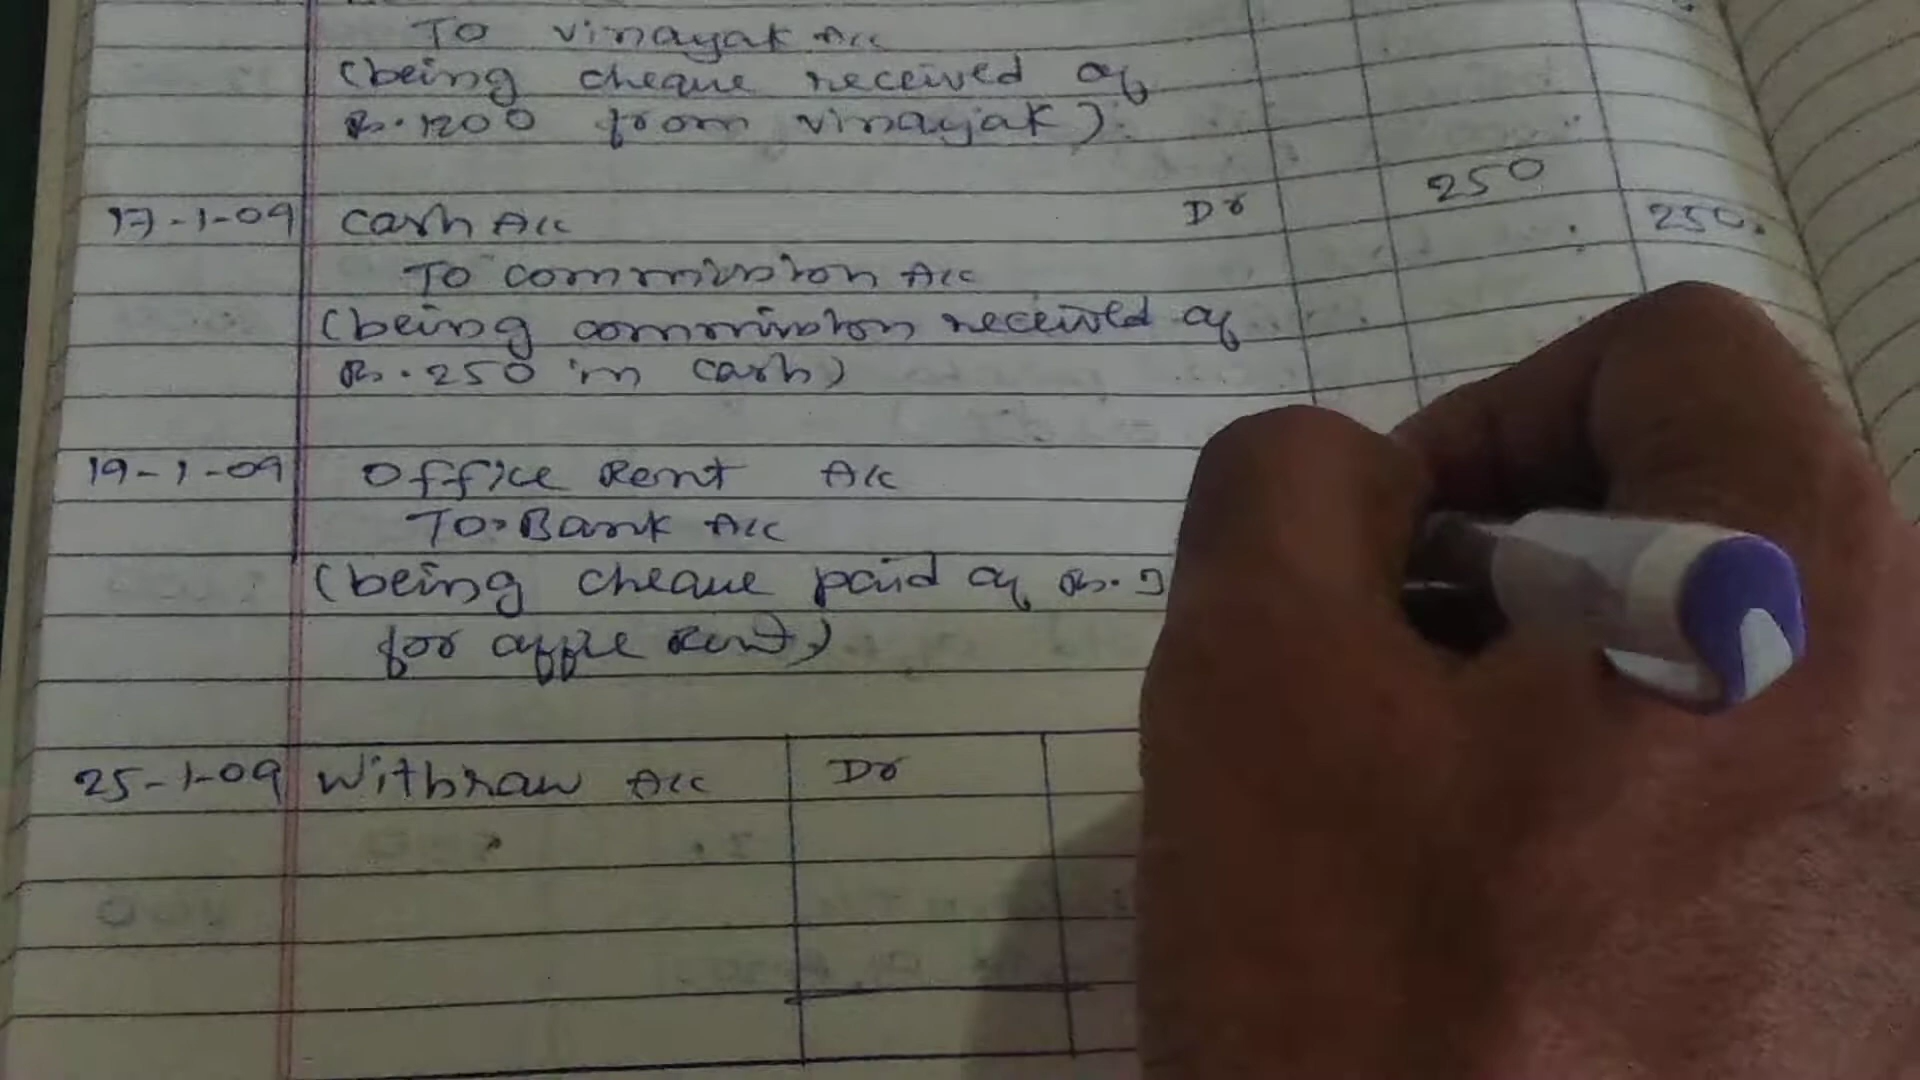 To vinayak A/c
(being cheque received of
Rs. 1200 from vinayak)
17-1-09 Cash A/c Dr 250
To commission A/c 250.
(being commission received of
Rs. 250 in cash)
19-1-09 Office Rent A/c
To Bank A/c
(being cheque paid of Rs.
for office Rent)
25-1-09 Withraw A/c Dr